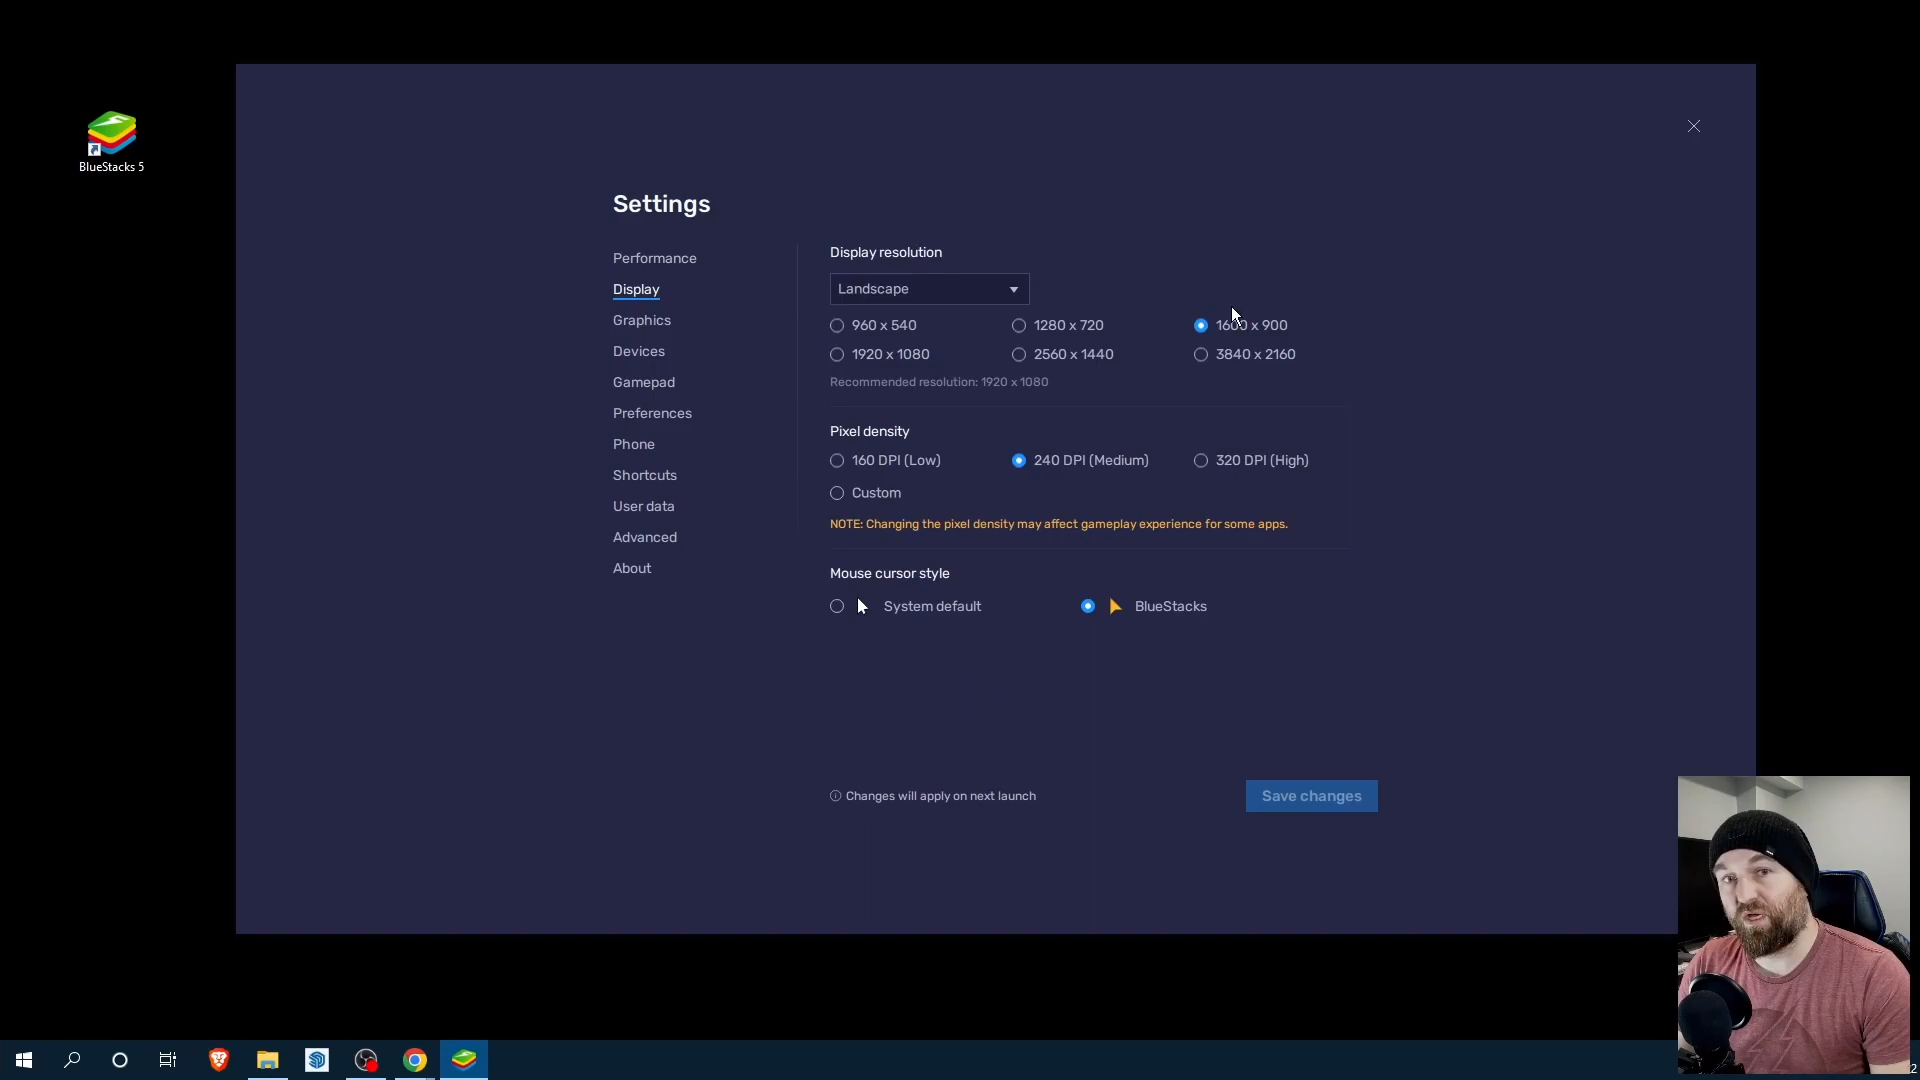 BlueStacks 5
Settings
Performance
Display
Graphics
Devices
Gamepad
Preferences
Phone
Shortcuts
User data
Advanced
About
Display resolution
Landscape
960 x 540
1280 x 720
1600 x 900
1920 x 1080
2560 x 1440
3840 x 2160
Recommended resolution: 1920 x 1080
Pixel density
160 DPI (Low)
240 DPI (Medium)
320 DPI (High)
Custom
NOTE: Changing the pixel density may affect gameplay experience for some apps.
Mouse cursor style
System default
BlueStacks
Changes will apply on next launch
Save changes